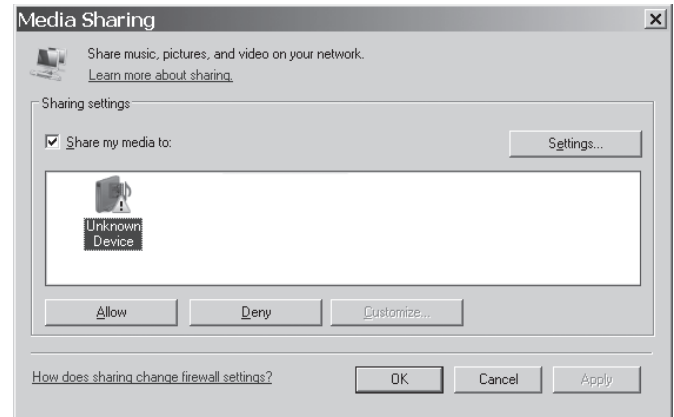 Media Sharing
Share music, pictures, and video on your network.
Learn more about sharing.
Sharing settings
Share my media to:
Settings...
Unknown
Device
Allow
Deny
Customize...
How does sharing change firewall settings?
OK
Cancel
Apply